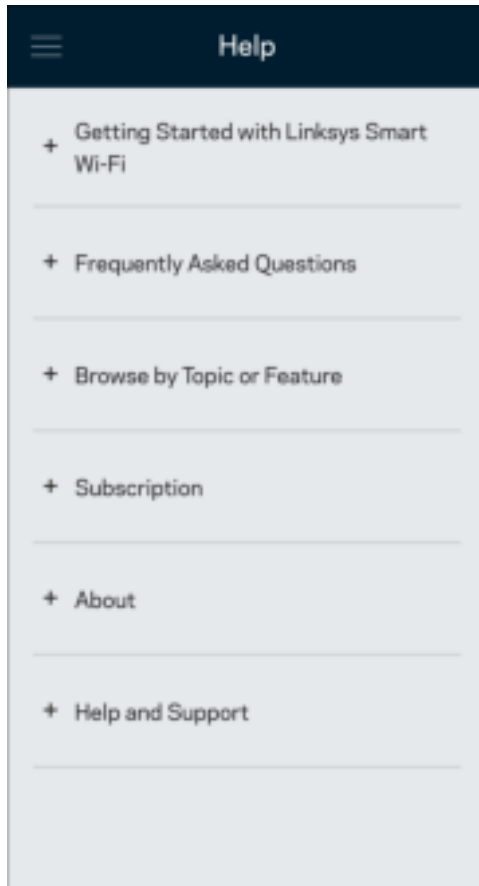 Help
+ Getting Started with Linksys Smart
Wi-Fi
+ Frequently Asked Questions
+ Browse by Topic or Feature
+ Subscription
+ About
+ Help and Support